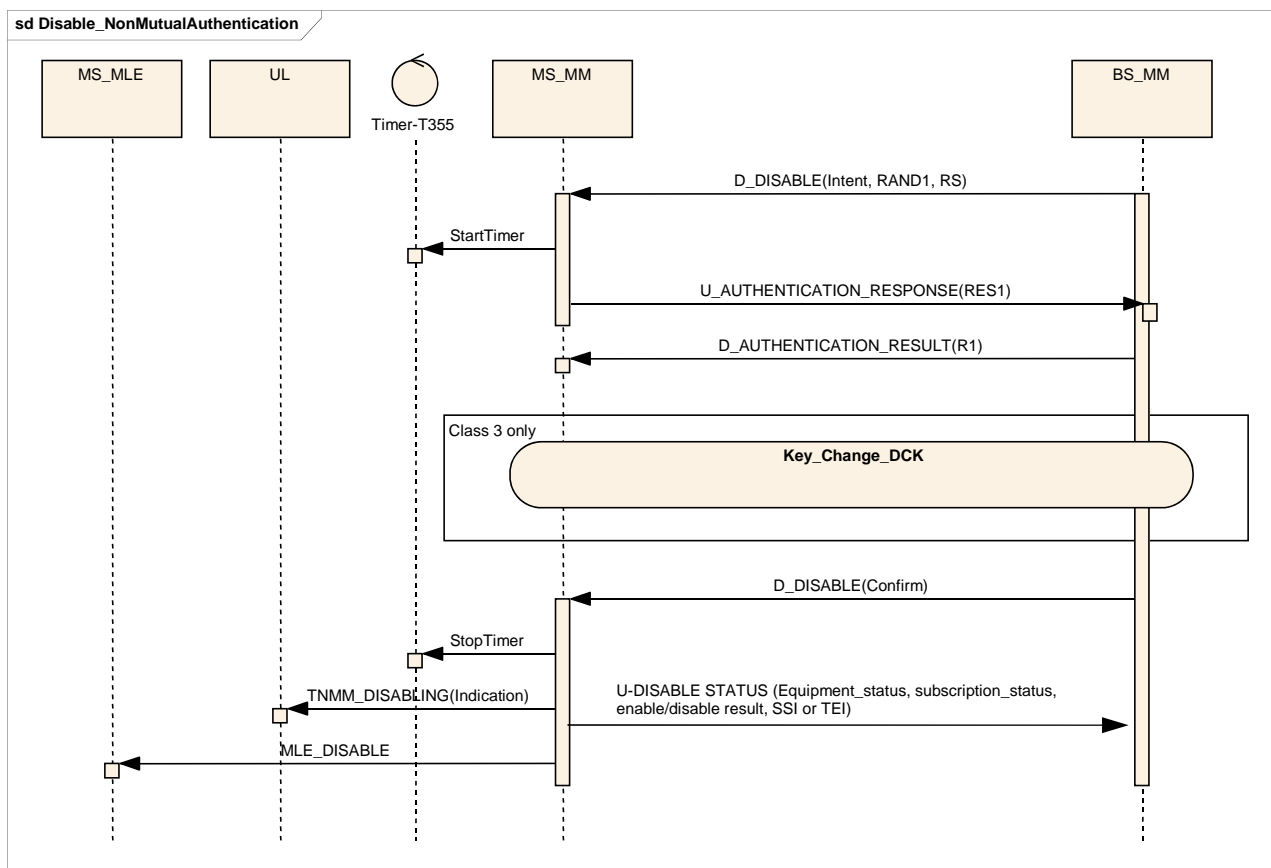 sd Disable_NonMutualAuthentication
MS_MLE
UL
Timer-T355
MS_MM
BS_MM
D_DISABLE(Intent, RAND1, RS)
StartTimer
U_AUTHENTICATION_RESPONSE(RES1)
D_AUTHENTICATION_RESULT(R1)
Class 3 only
Key_Change_DCK
D_DISABLE(Confirm)
StopTimer
TNMM_DISABLING(Indication)
U-DISABLE STATUS (Equipment_status, subscription_status,
enable/disable result, SSI or TEI)
MLE_DISABLE